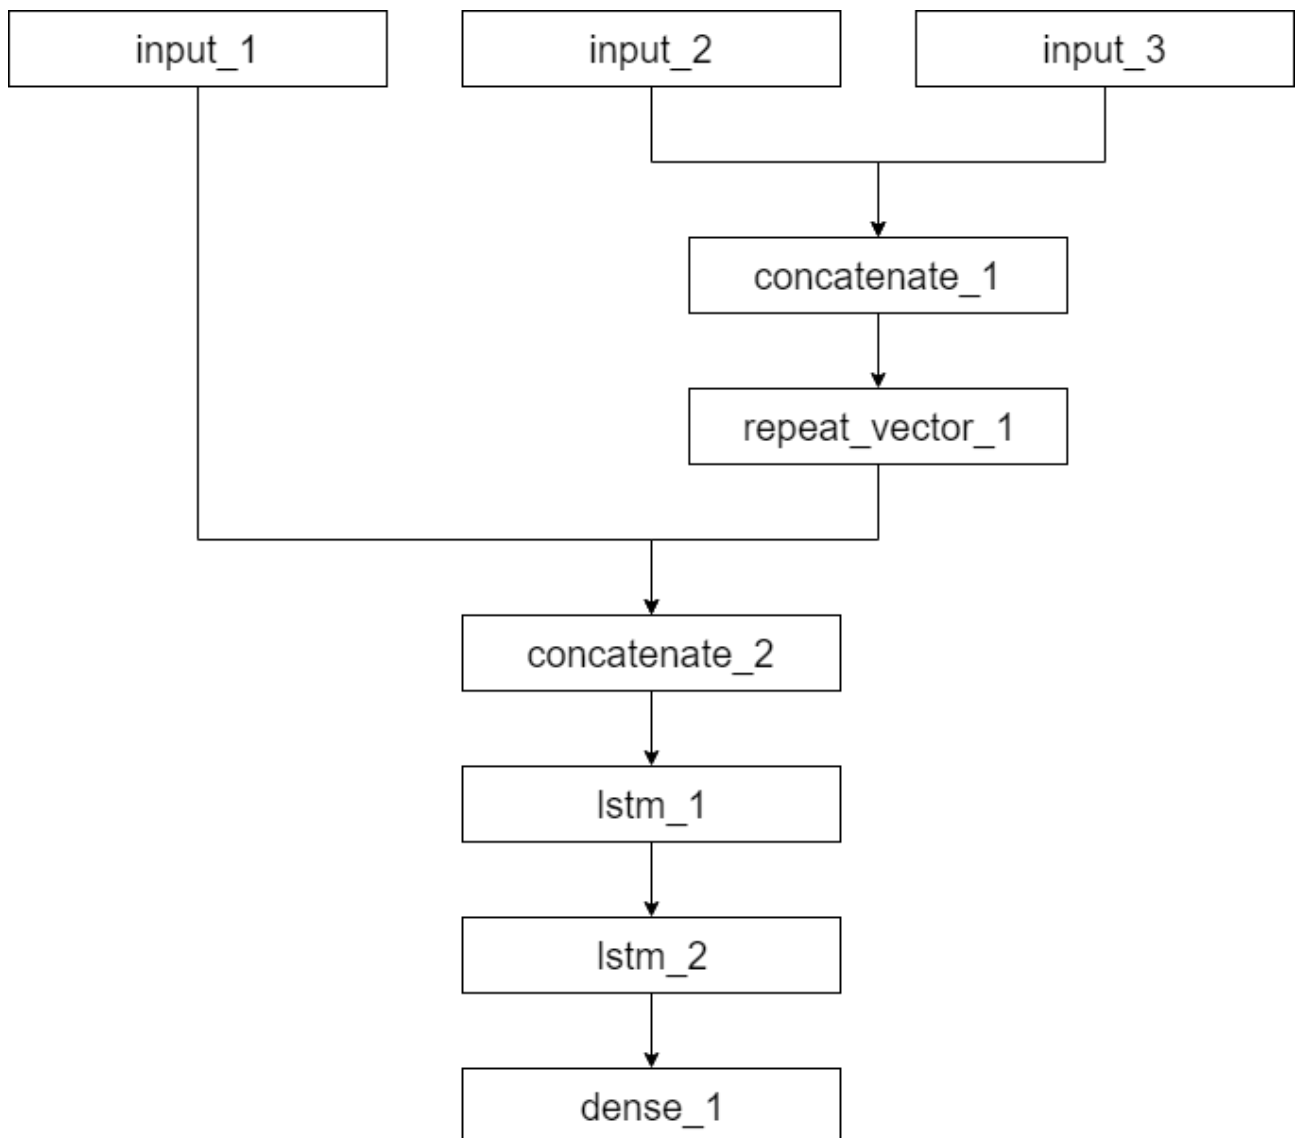 input_1
input_2
input_3
concatenate_1
repeat_vector_1
concatenate_2
lstm_1
lstm_2
dense_1